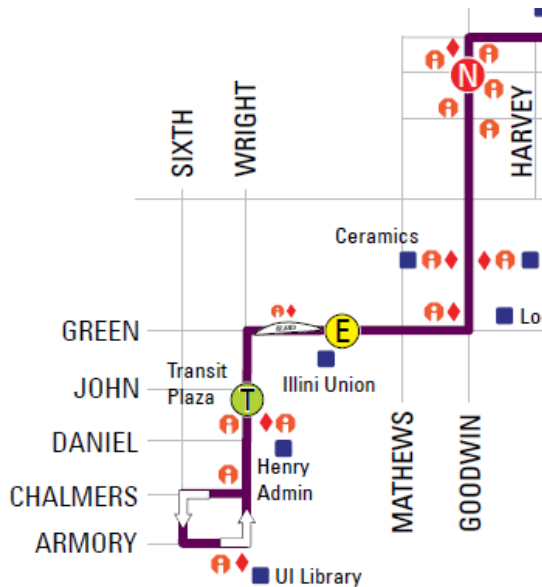 SIXTH
WRIGHT
N
HARVEY
Ceramics
GREEN
ISLAND
E
Lo
Transit
Plaza
Illini Union
JOHN
T
DANIEL
Henry
Admin
MATHEWS
GOODWIN
CHALMERS
ARMORY
UI Library